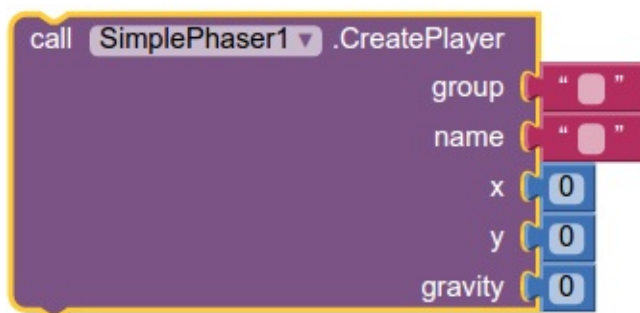 call SimplePhaser1 ▾ .CreatePlayer
group “ ”
name “ ”
x 0
y 0
gravity 0